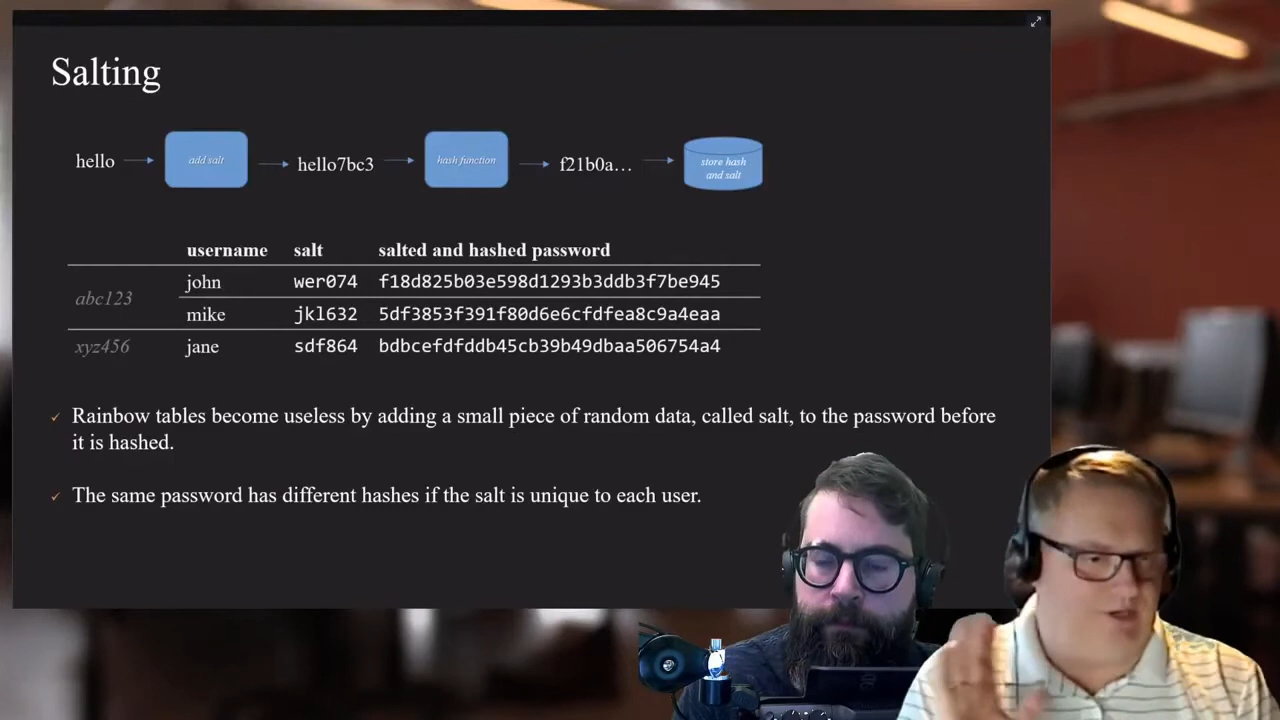 Salting
hello
add salt
hello7bc3
hash function
f21b0a…
store hash
and salt
username salt salted and hashed password
abc123
john wer074 f18d825b03e598d1293b3ddb3f7be945
mike jkl632 5df3853f391f80d6e6cfdfea8c9a4eaa
xyz456 jane sdf864 bdbcefdfddb45cb39b49dbaa506754a4
✓ Rainbow tables become useless by adding a small piece of random data, called salt, to the password before
it is hashed.
✓ The same password has different hashes if the salt is unique to each user.